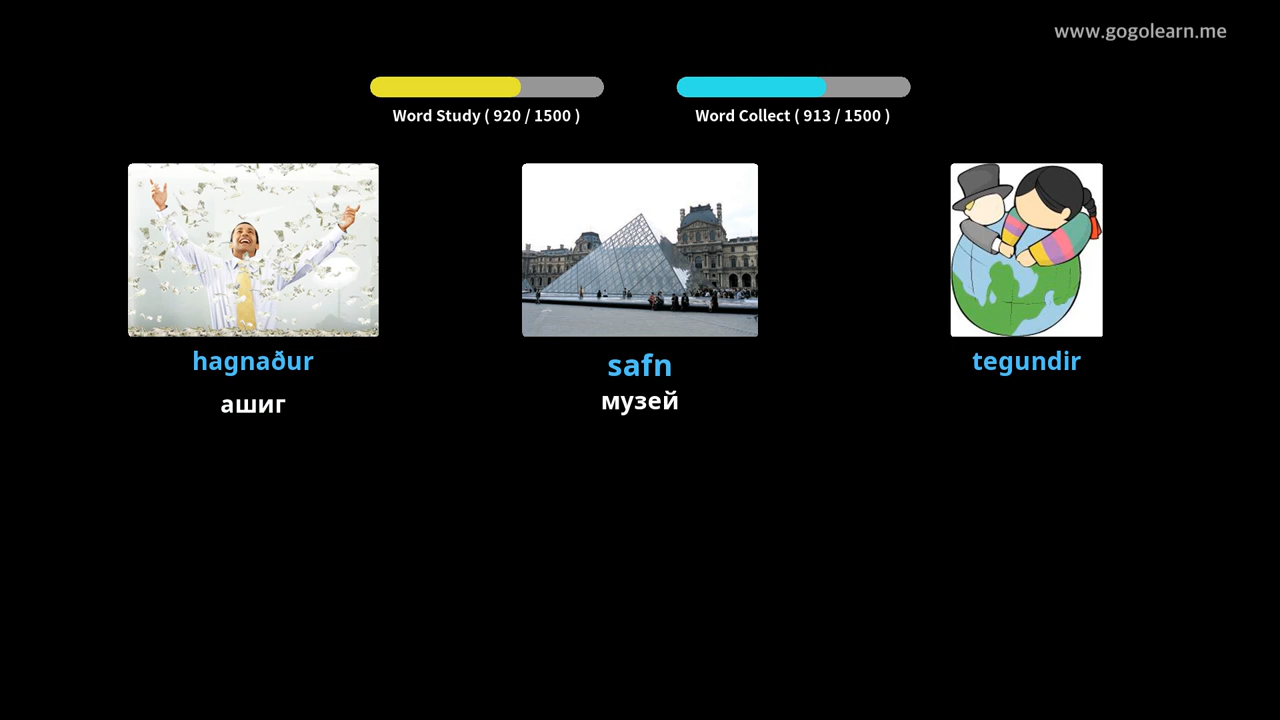 www.gogolearn.me
Word Study ( 920 / 1500 )
Word Collect ( 913 / 1500 )
hagnaður
safn
tegundir
ашиг
музей